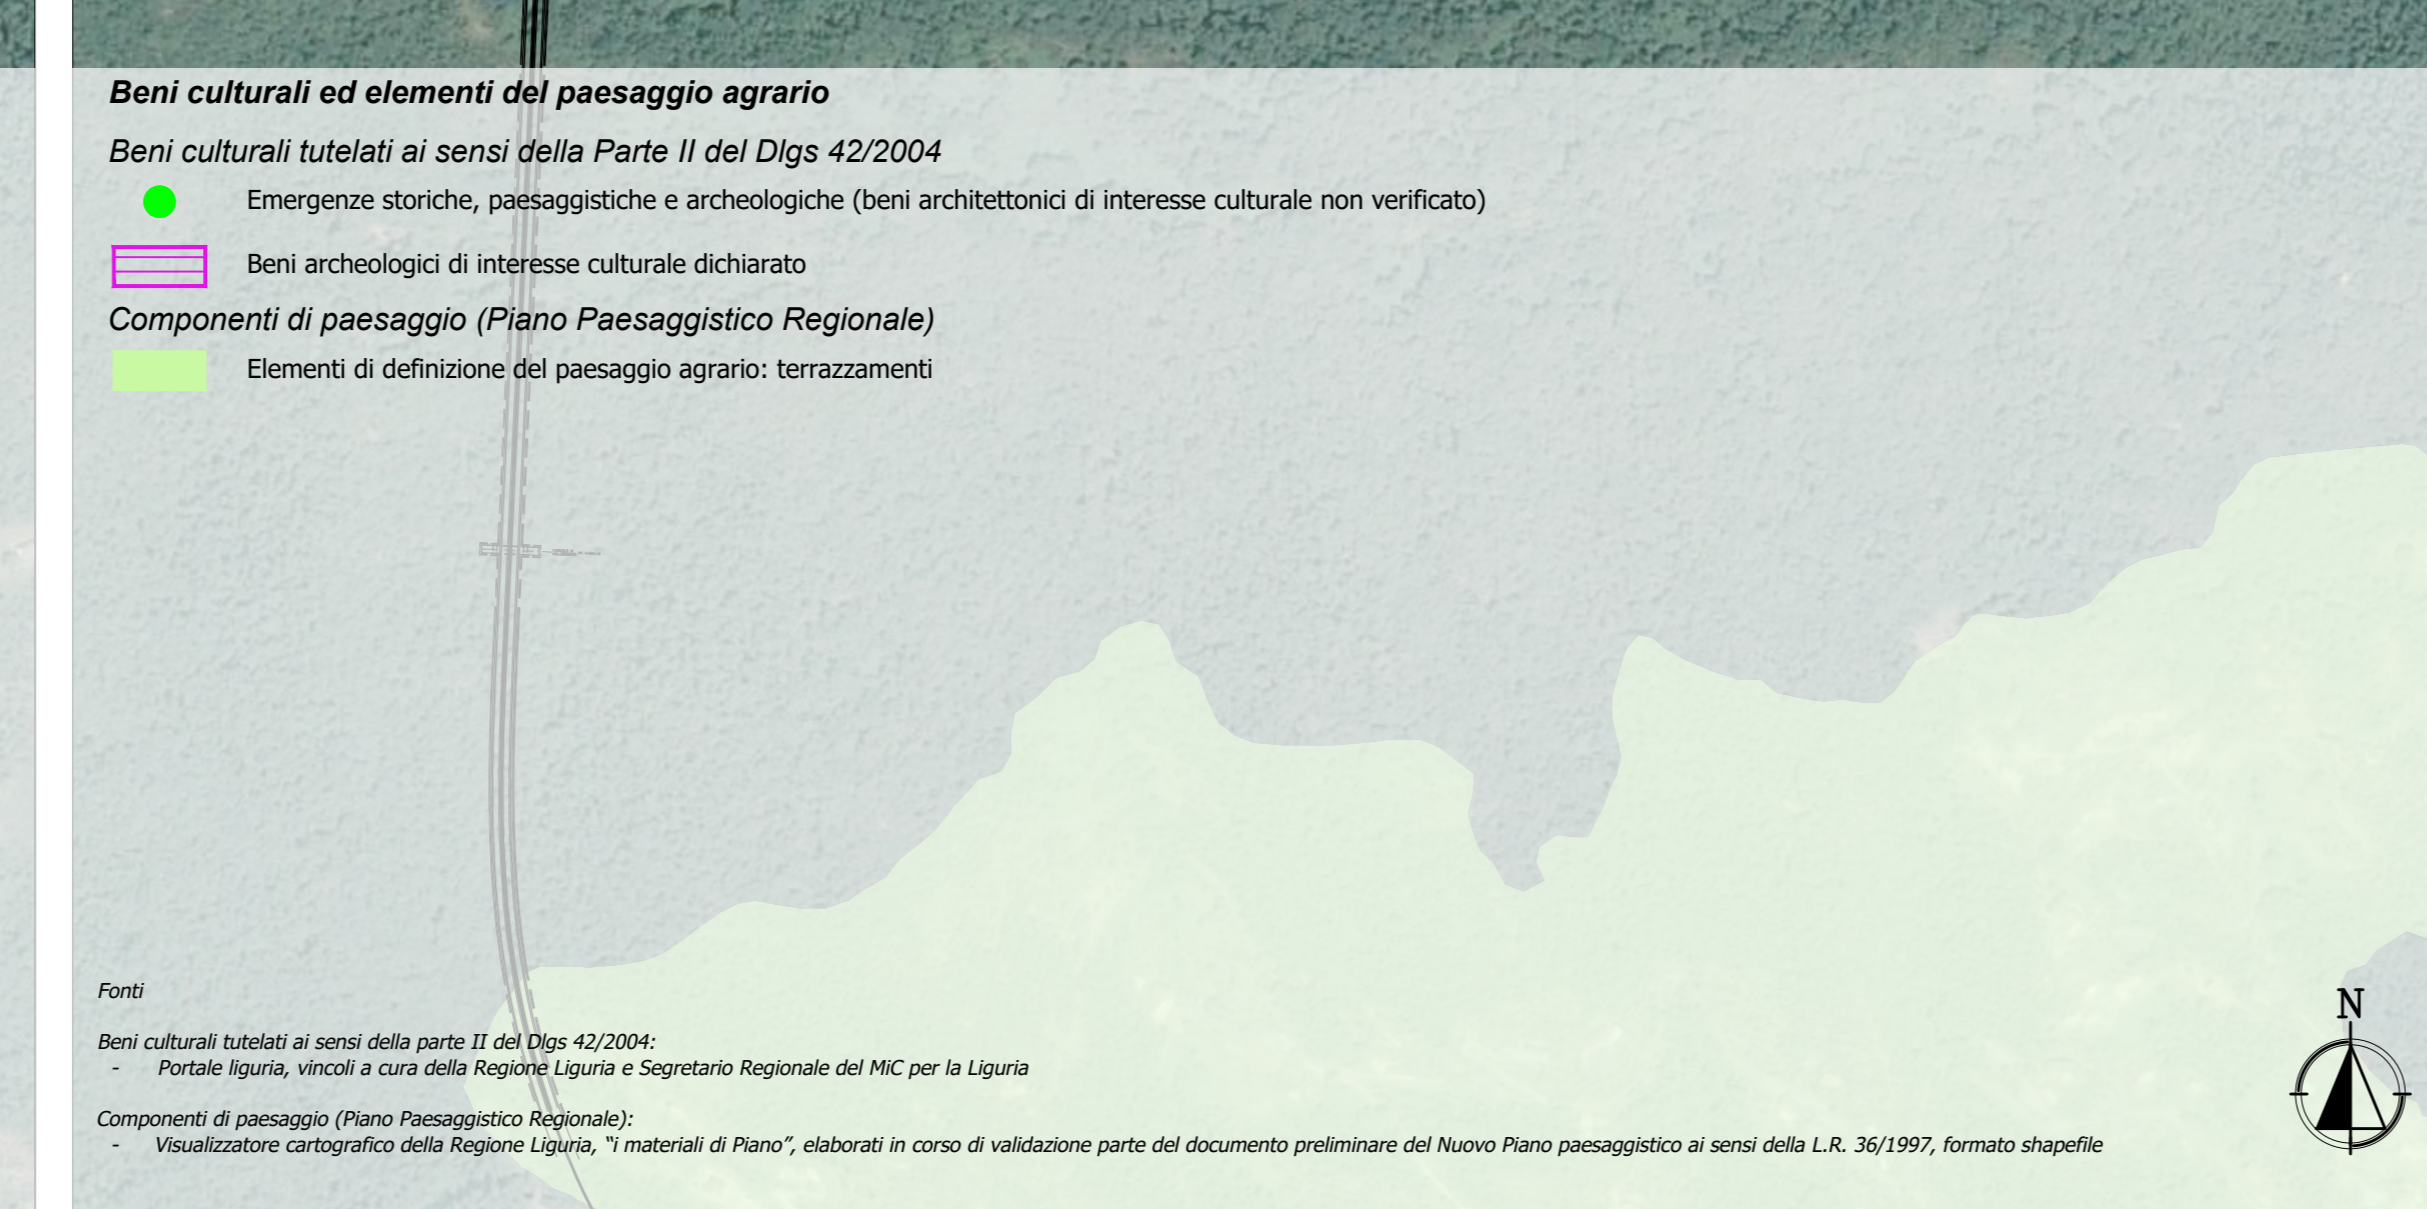 Beni culturali ed elementi del paesaggio agrario
Beni culturali tutelati ai sensi della Parte II del Dlgs 42/2004
Emergenze storiche, paesaggistiche e archeologiche (beni architettonici di interesse culturale non verificato)
Beni archeologici di interesse culturale dichiarato
Componenti di paesaggio (Piano Paesaggistico Regionale)
Elementi di definizione del paesaggio agrario: terrazzamenti
Fonti
Beni culturali tutelati ai sensi della parte II del Dlgs 42/2004:
- Portale liguria, vincoli a cura della Regione Liguria e Segretario Regionale del MiC per la Liguria
Componenti di paesaggio (Piano Paesaggistico Regionale):
- Visualizzatore cartografico della Regione Liguria, “i materiali di Piano”, elaborati in corso di validazione parte del documento preliminare del Nuovo Piano paesaggistico ai sensi della L.R. 36/1997, formato shapefile
N